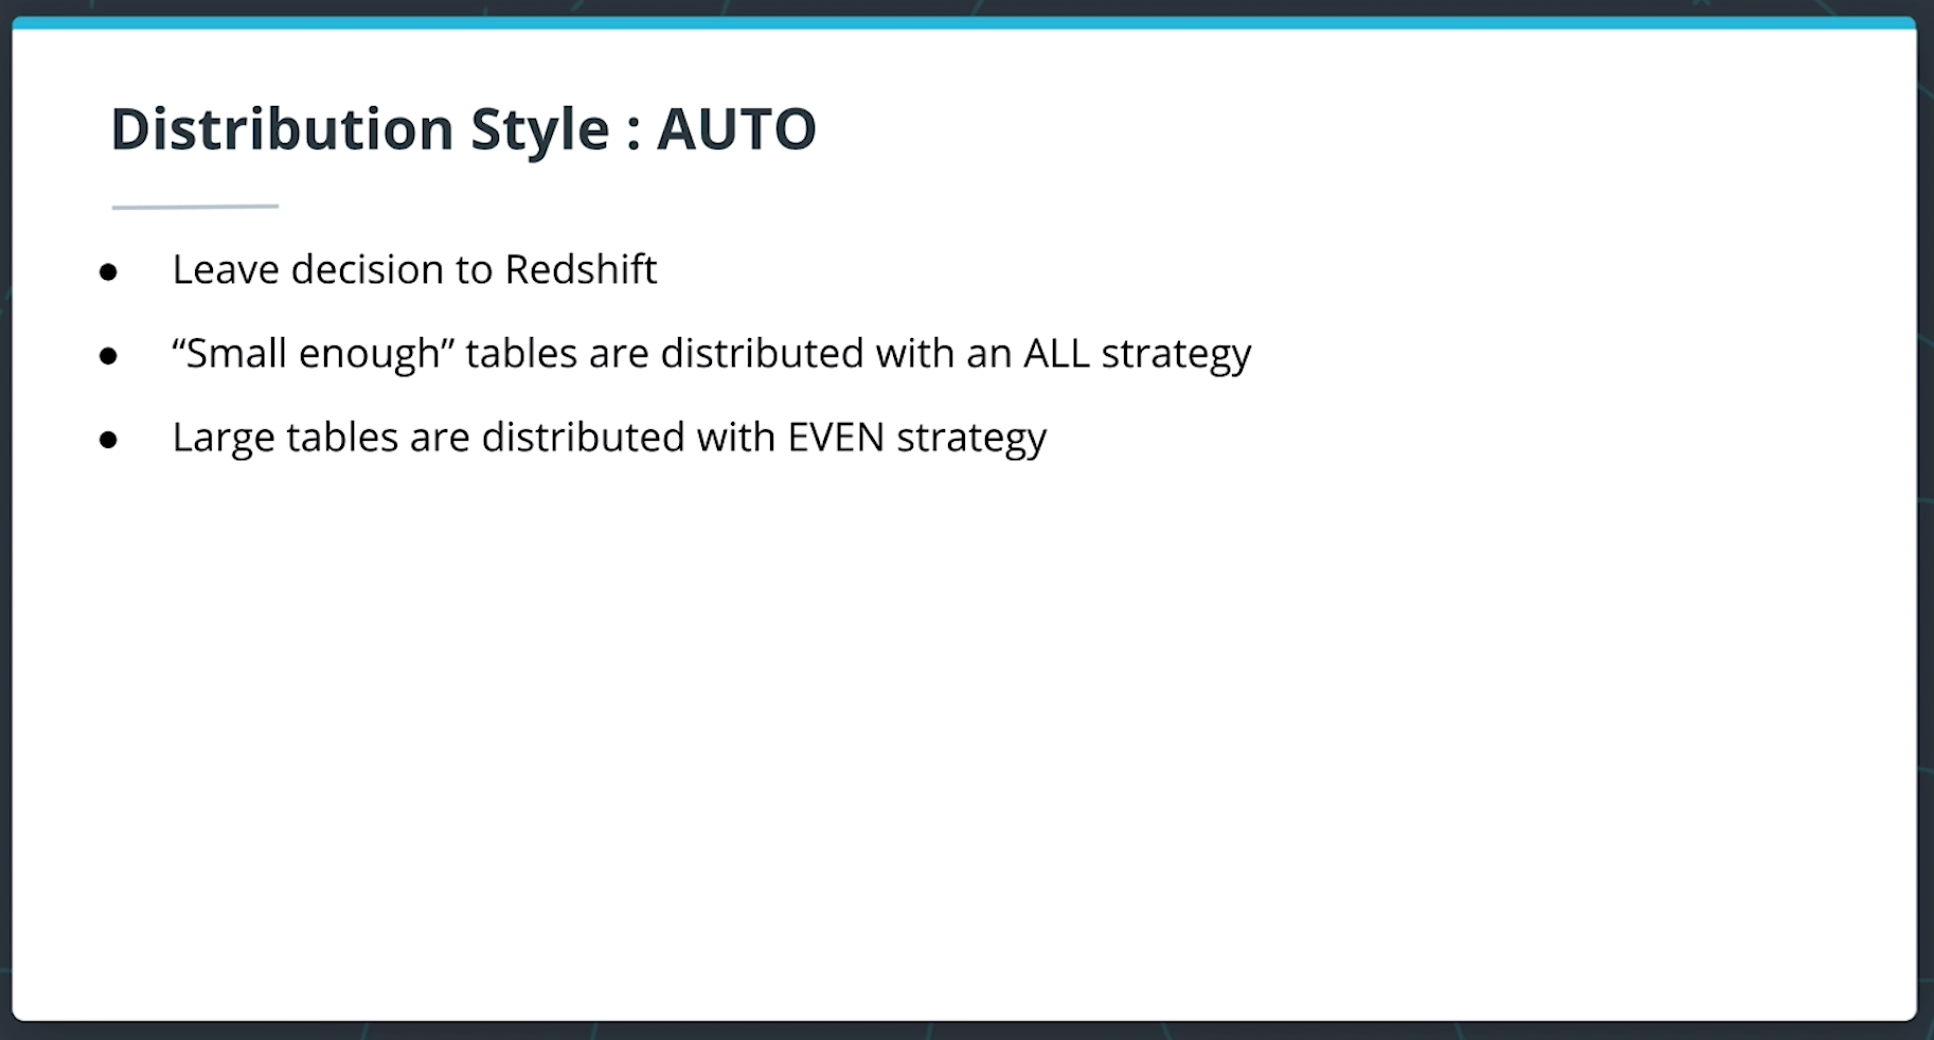 Distribution Style : AUTO
● Leave decision to Redshift
● “Small enough” tables are distributed with an ALL strategy
● Large tables are distributed with EVEN strategy